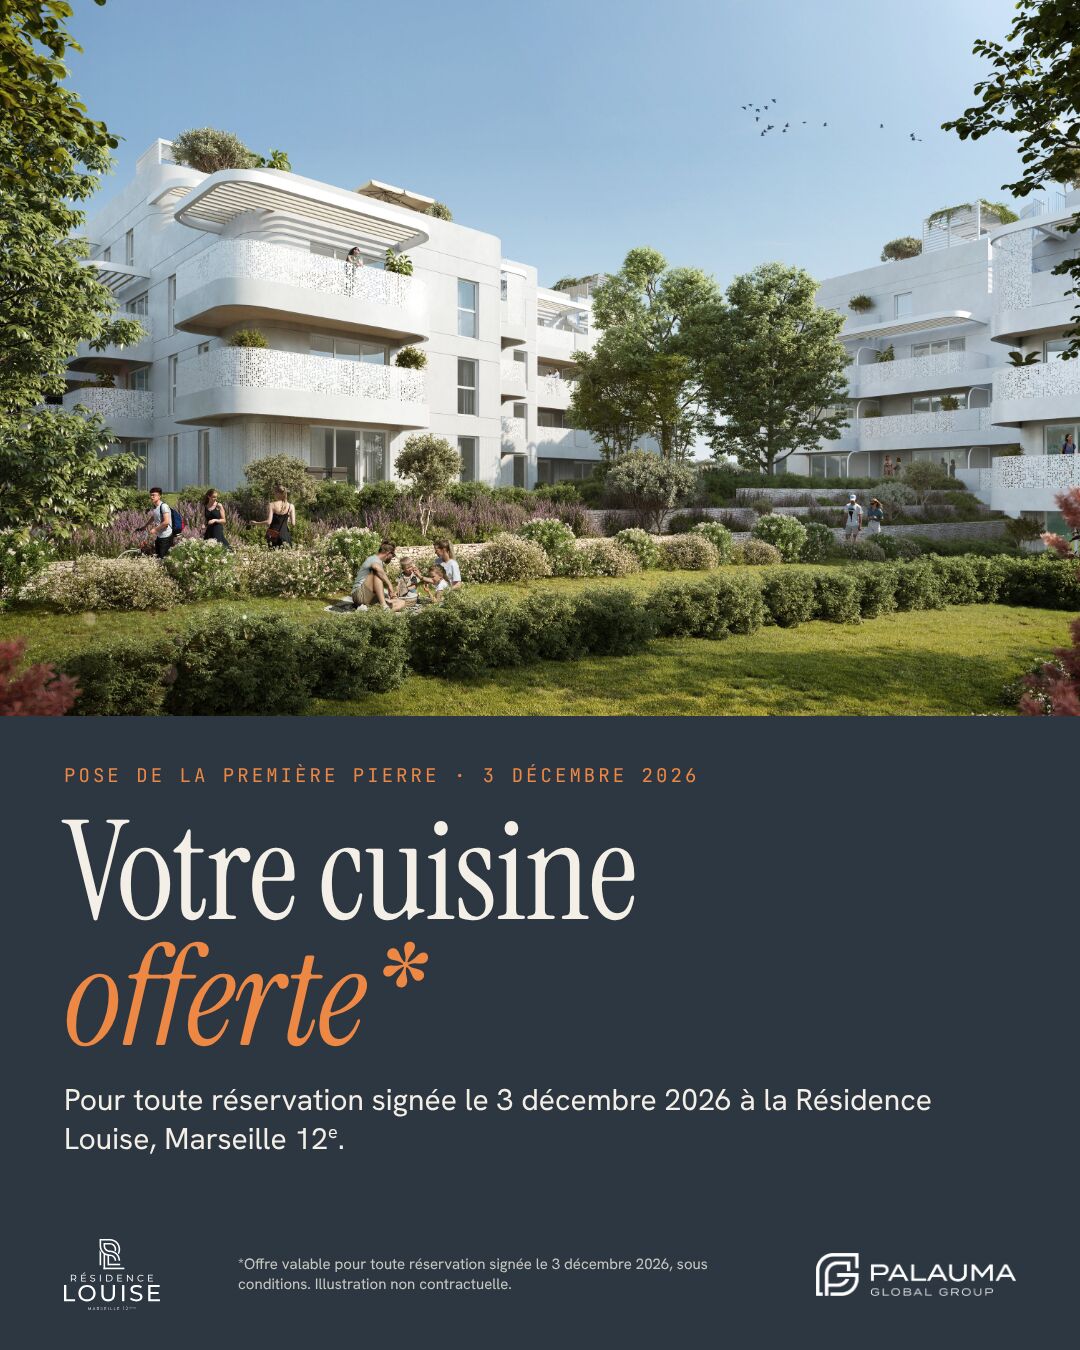 POSE DE LA PREMIÈRE PIERRE · 3 DÉCEMBRE 2026
Votre cuisine
offerte*
Pour toute réservation signée le 3 décembre 2026 à la Résidence
Louise, Marseille 12ᵉ.
RÉSIDENCE
LOUISE
MARSEILLE 12ᵉᵐᵉ
*Offre valable pour toute réservation signée le 3 décembre 2026, sous
conditions. Illustration non contractuelle.
PALAUMA
GLOBAL GROUP